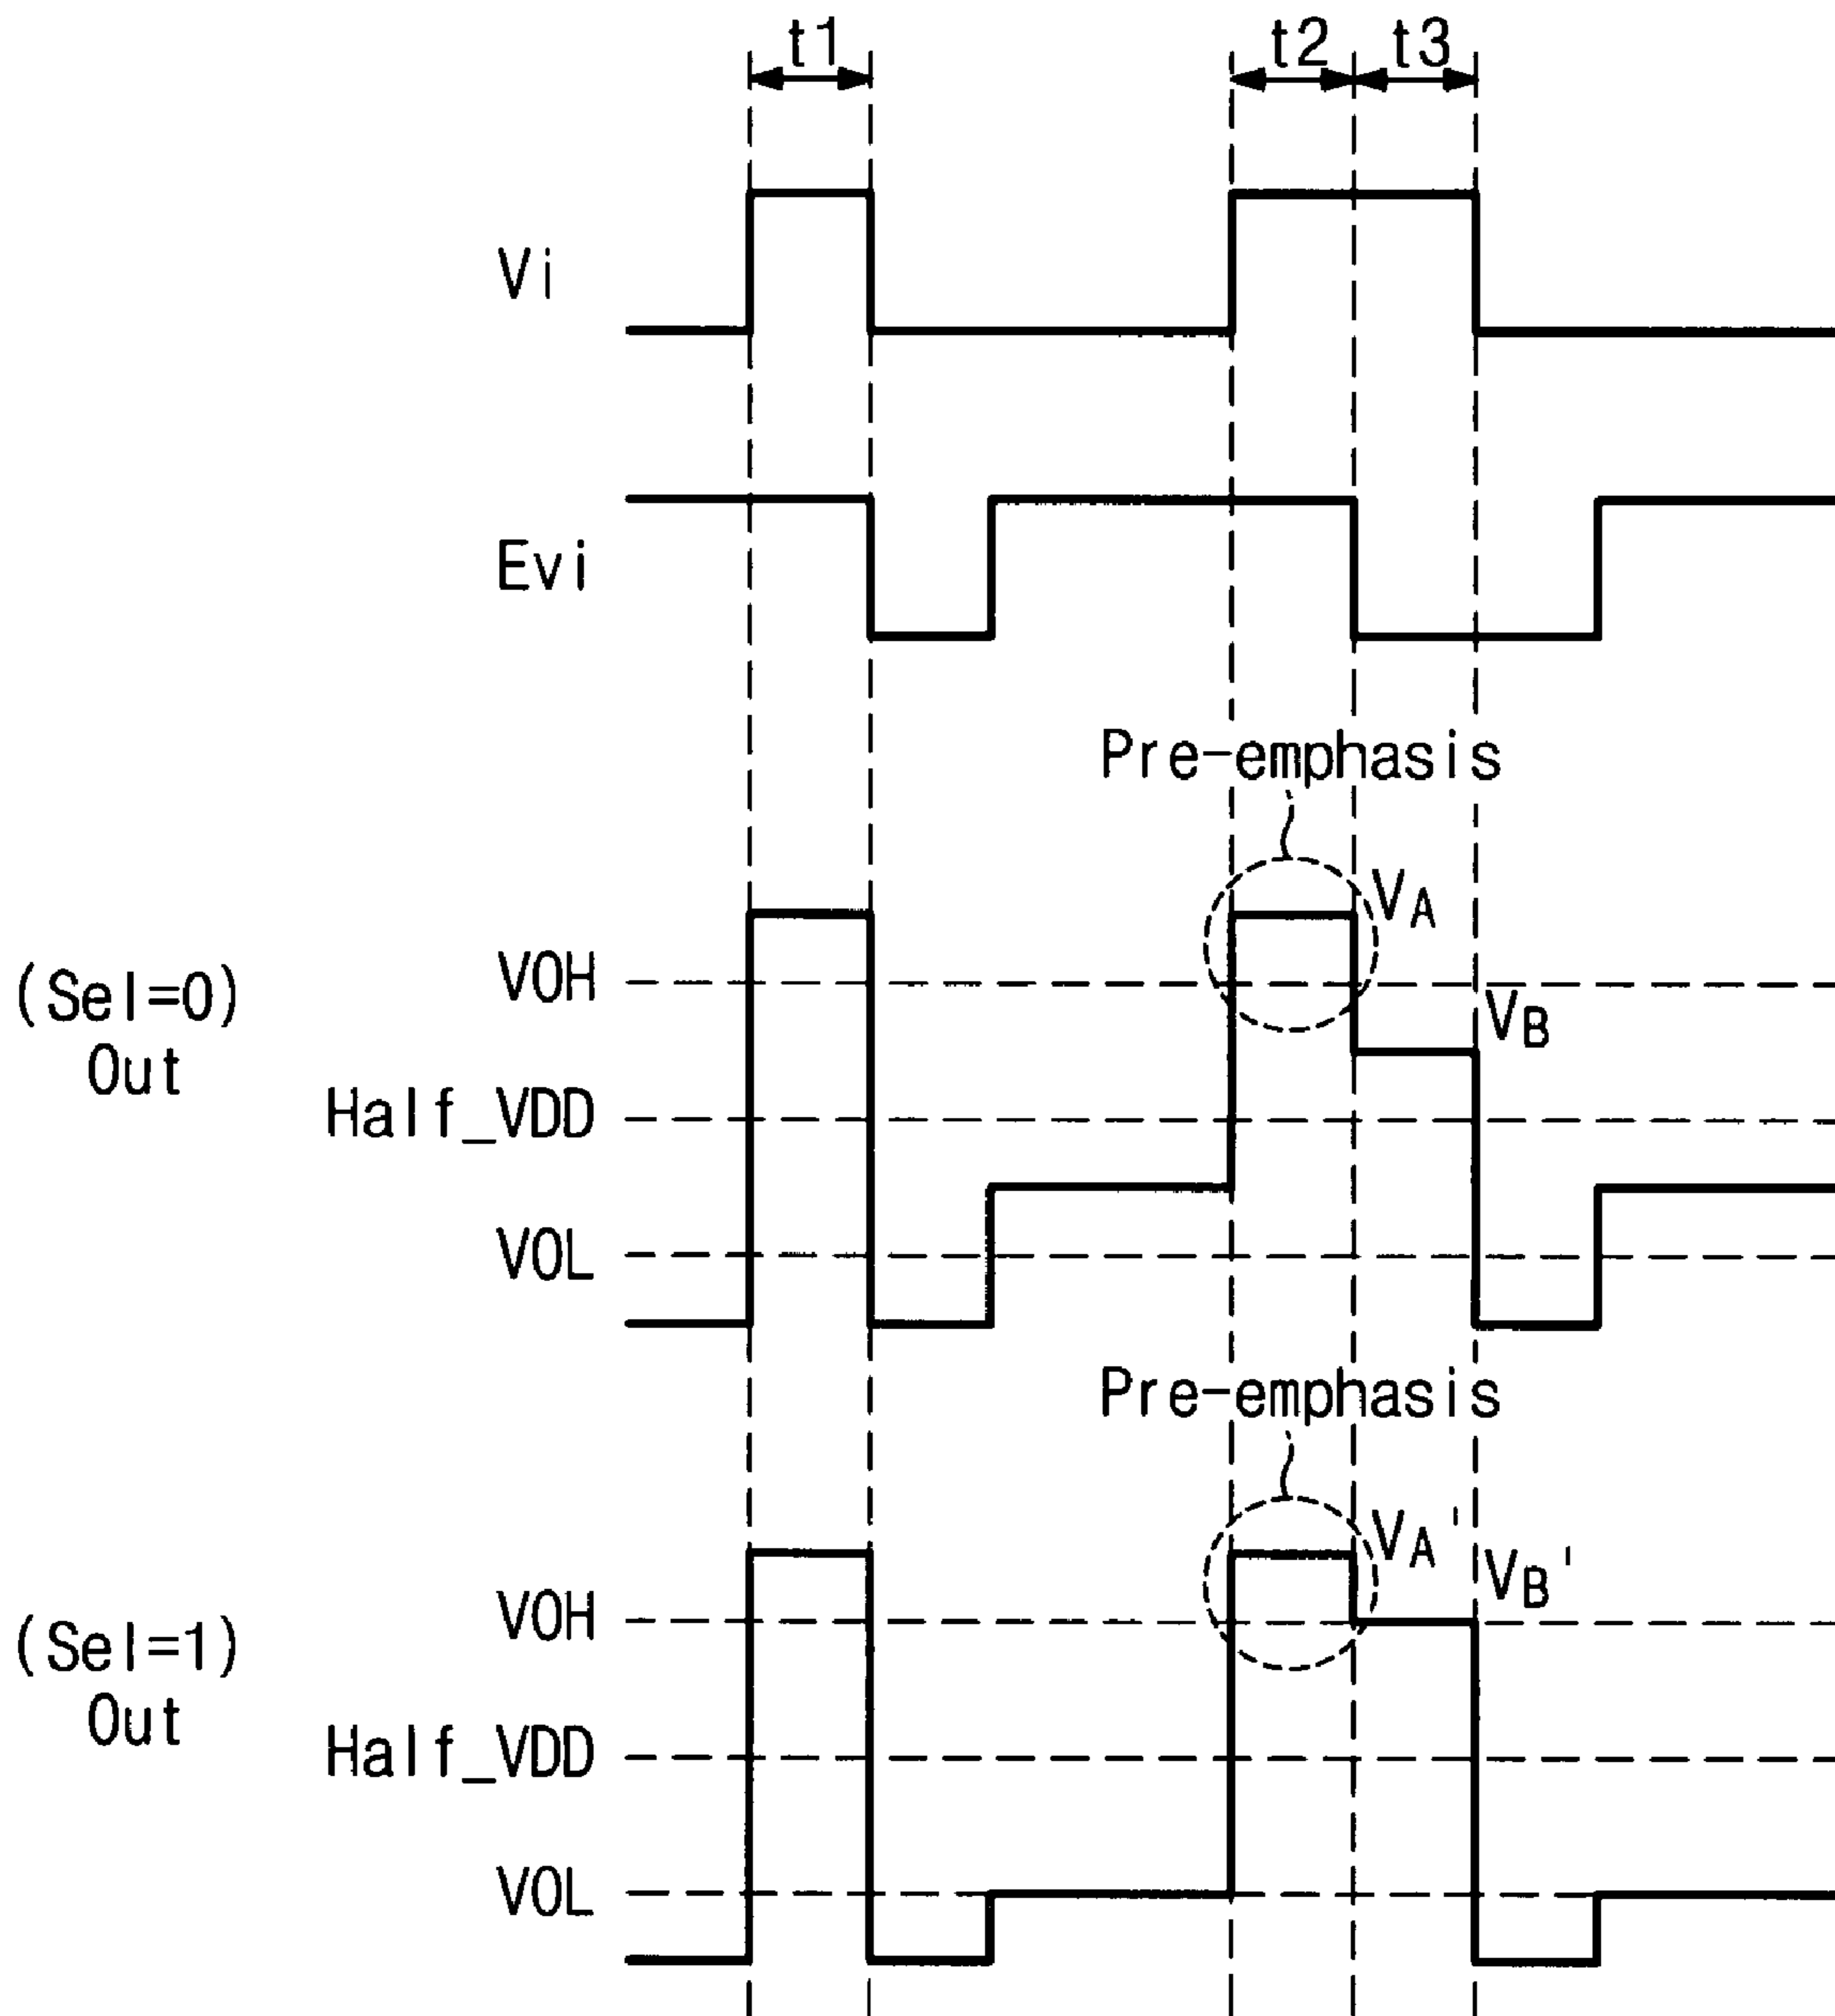 t1
t2
t3
Vi
Evi
Pre-emphasis
VA
VOH
VB
(Sel=0)
Out
Half_VDD
VOL
Pre-emphasis
VA'
VB'
VOH
(Sel=1)
Out
Half_VDD
VOL